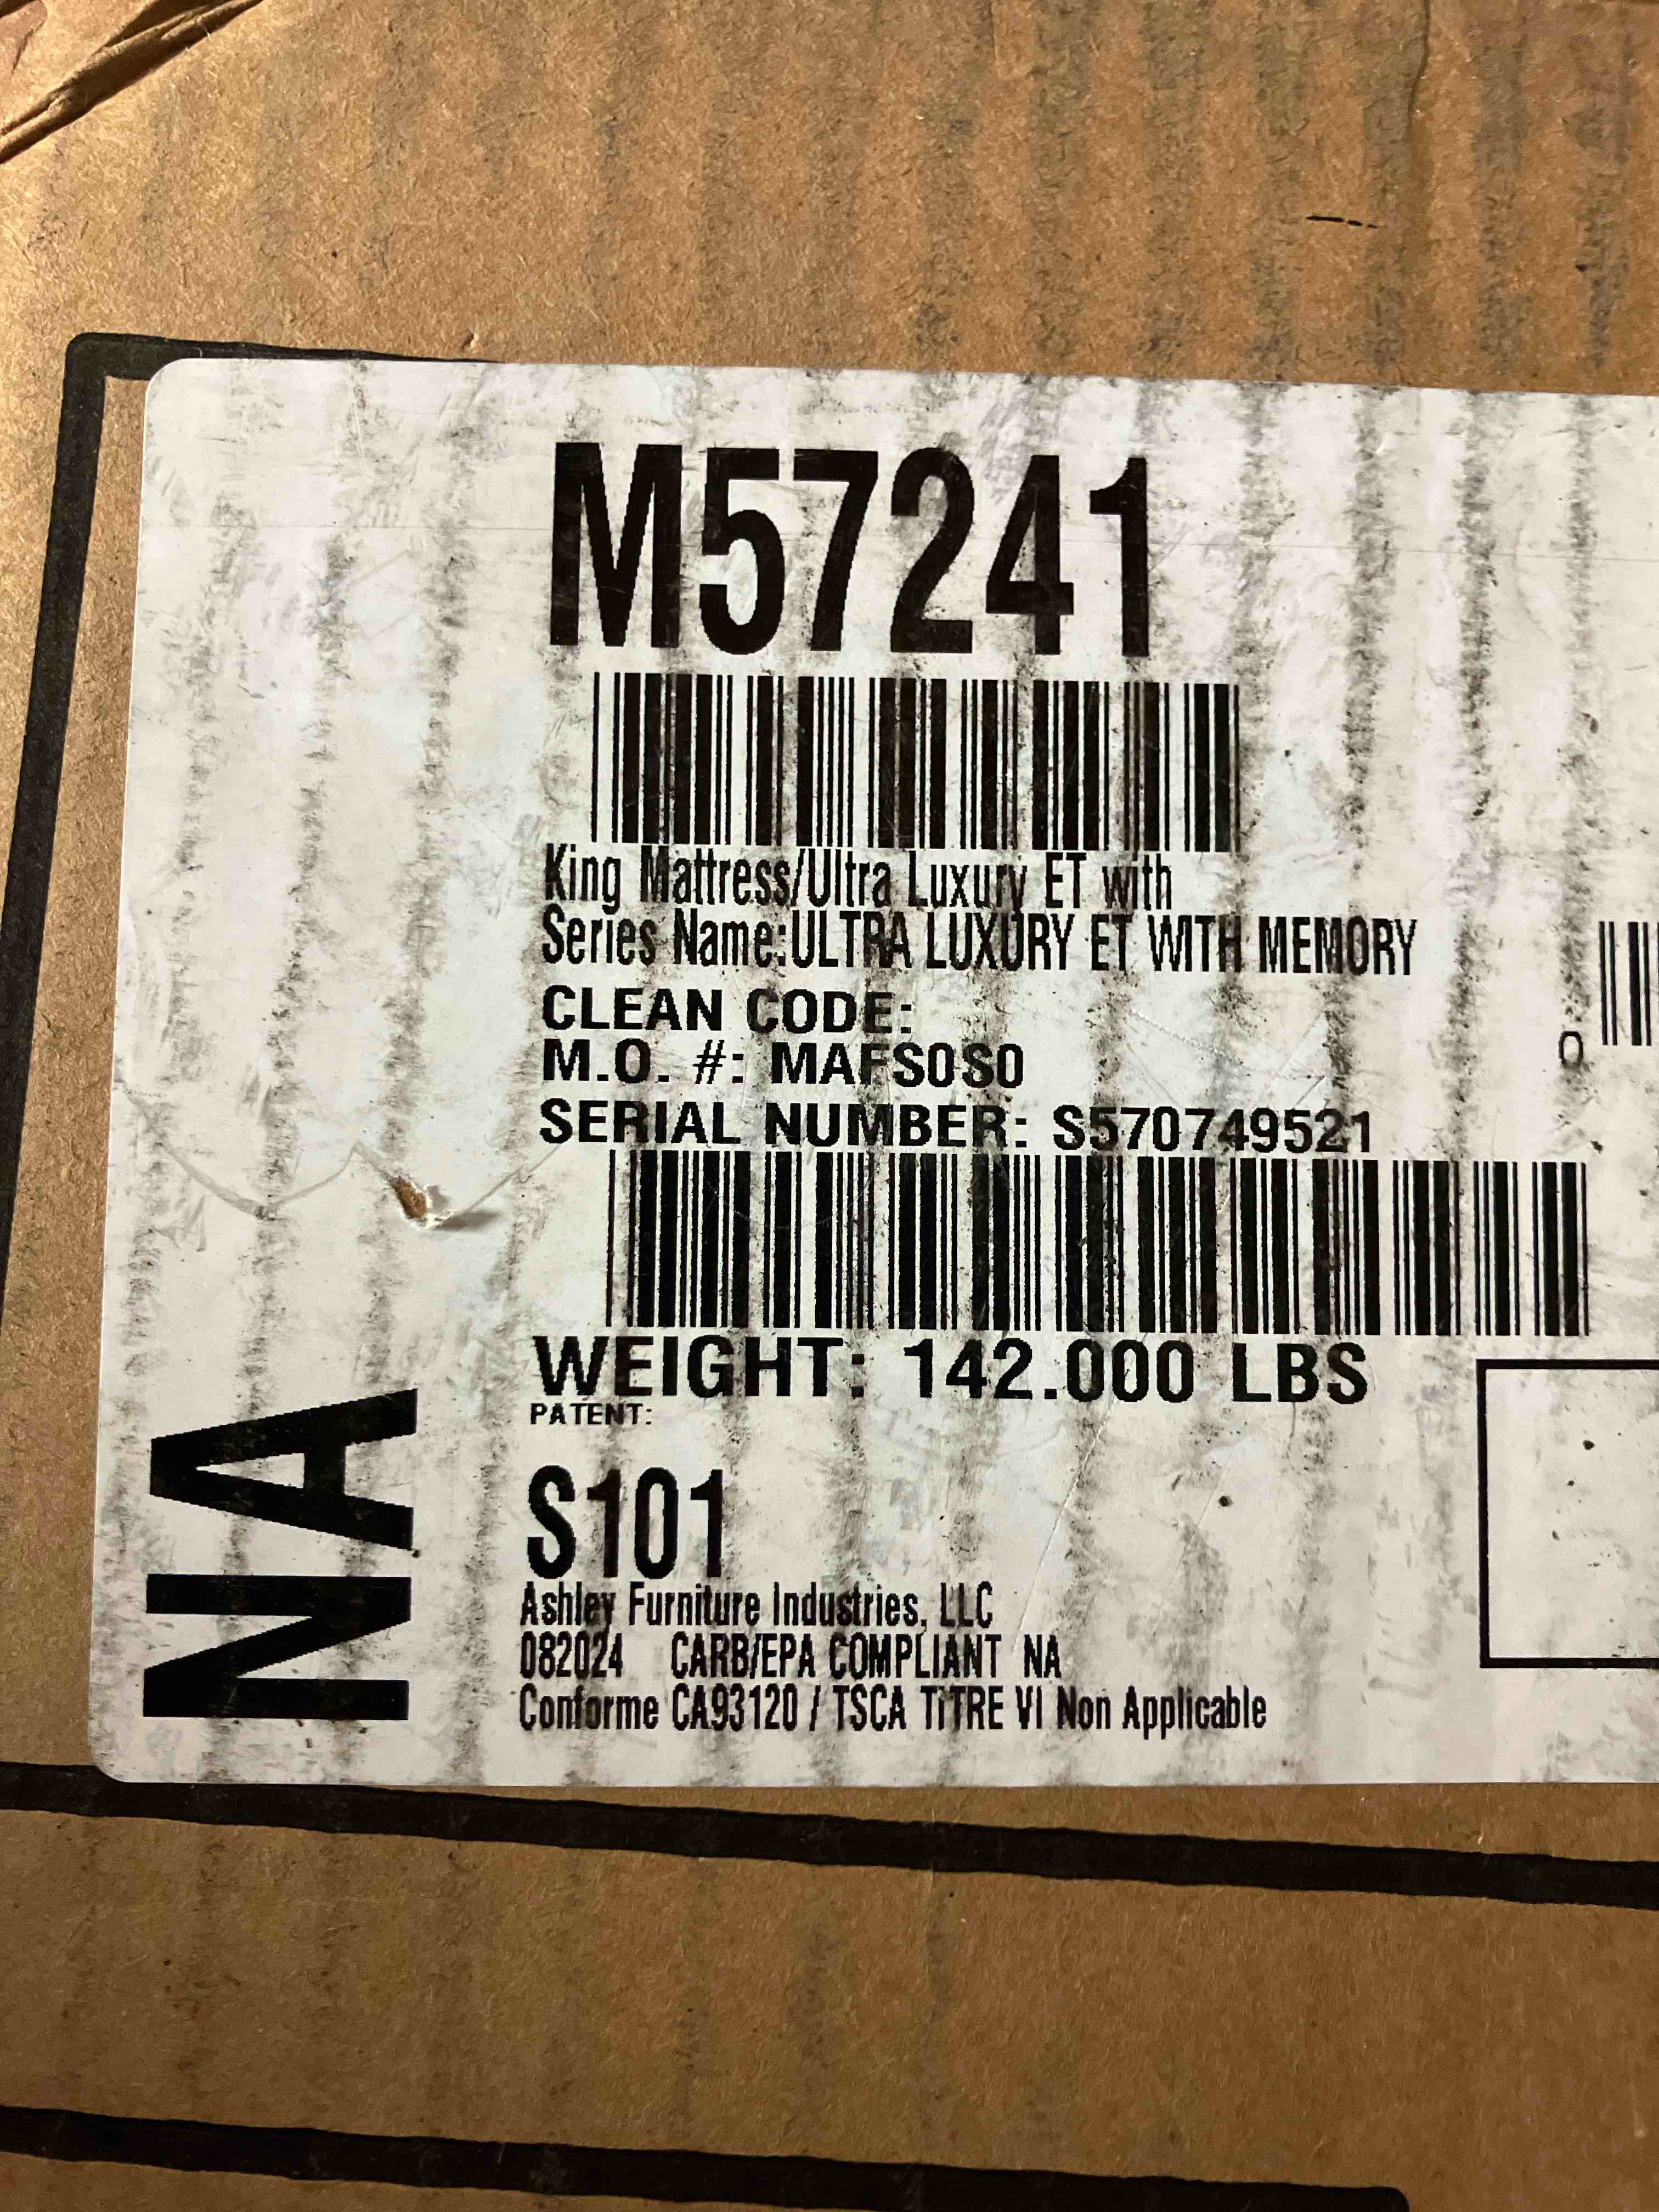 M57241
King Mattress/Ultra Luxury ET with
Series Name:ULTRA LUXURY ET WITH MEMORY
CLEAN CODE:
M.O. #: MAFS0S0
0
SERIAL NUMBER: S570749521
WEIGHT: 142.000 LBS
PATENT:
NA
S101
Ashley Furniture Industries, LLC
082024 CARB/EPA COMPLIANT NA
Conforme CA93120 / TSCA TITRE VI Non Applicable